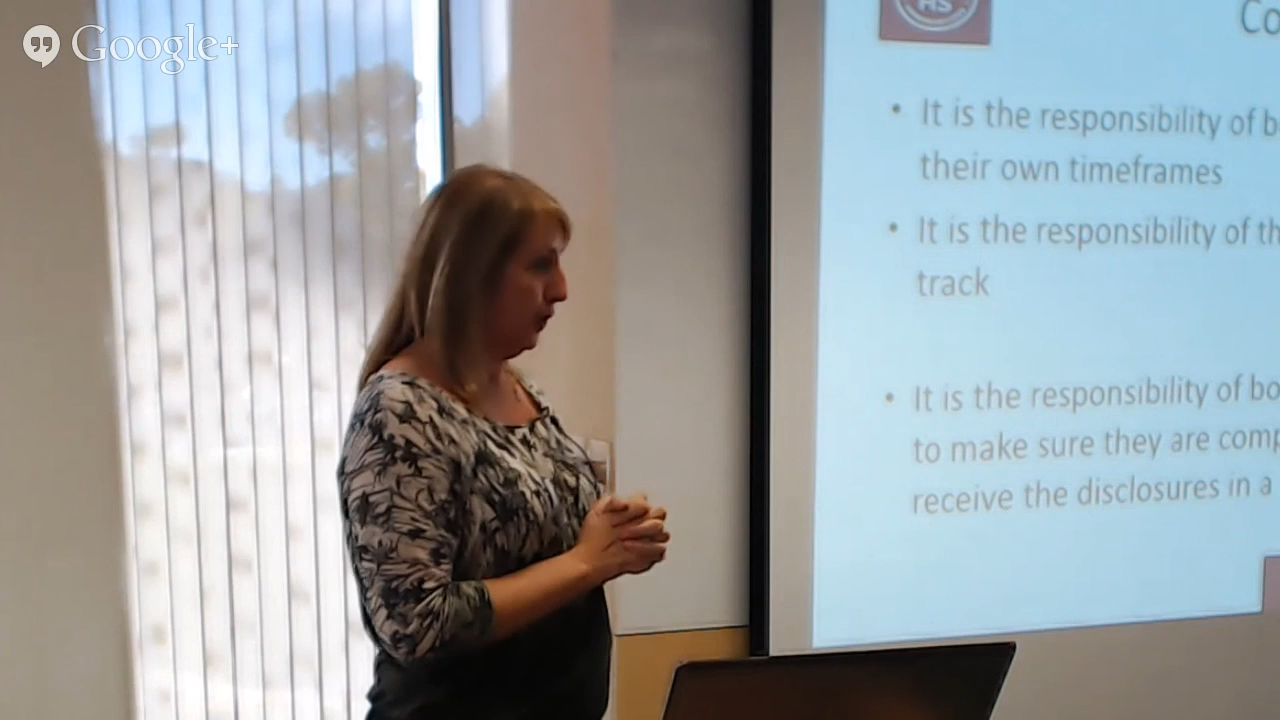 Google+
HS
Co
• It is the responsibility of b
their own timeframes
• It is the responsibility of th
track
• It is the responsibility of bo
to make sure they are comp
receive the disclosures in a